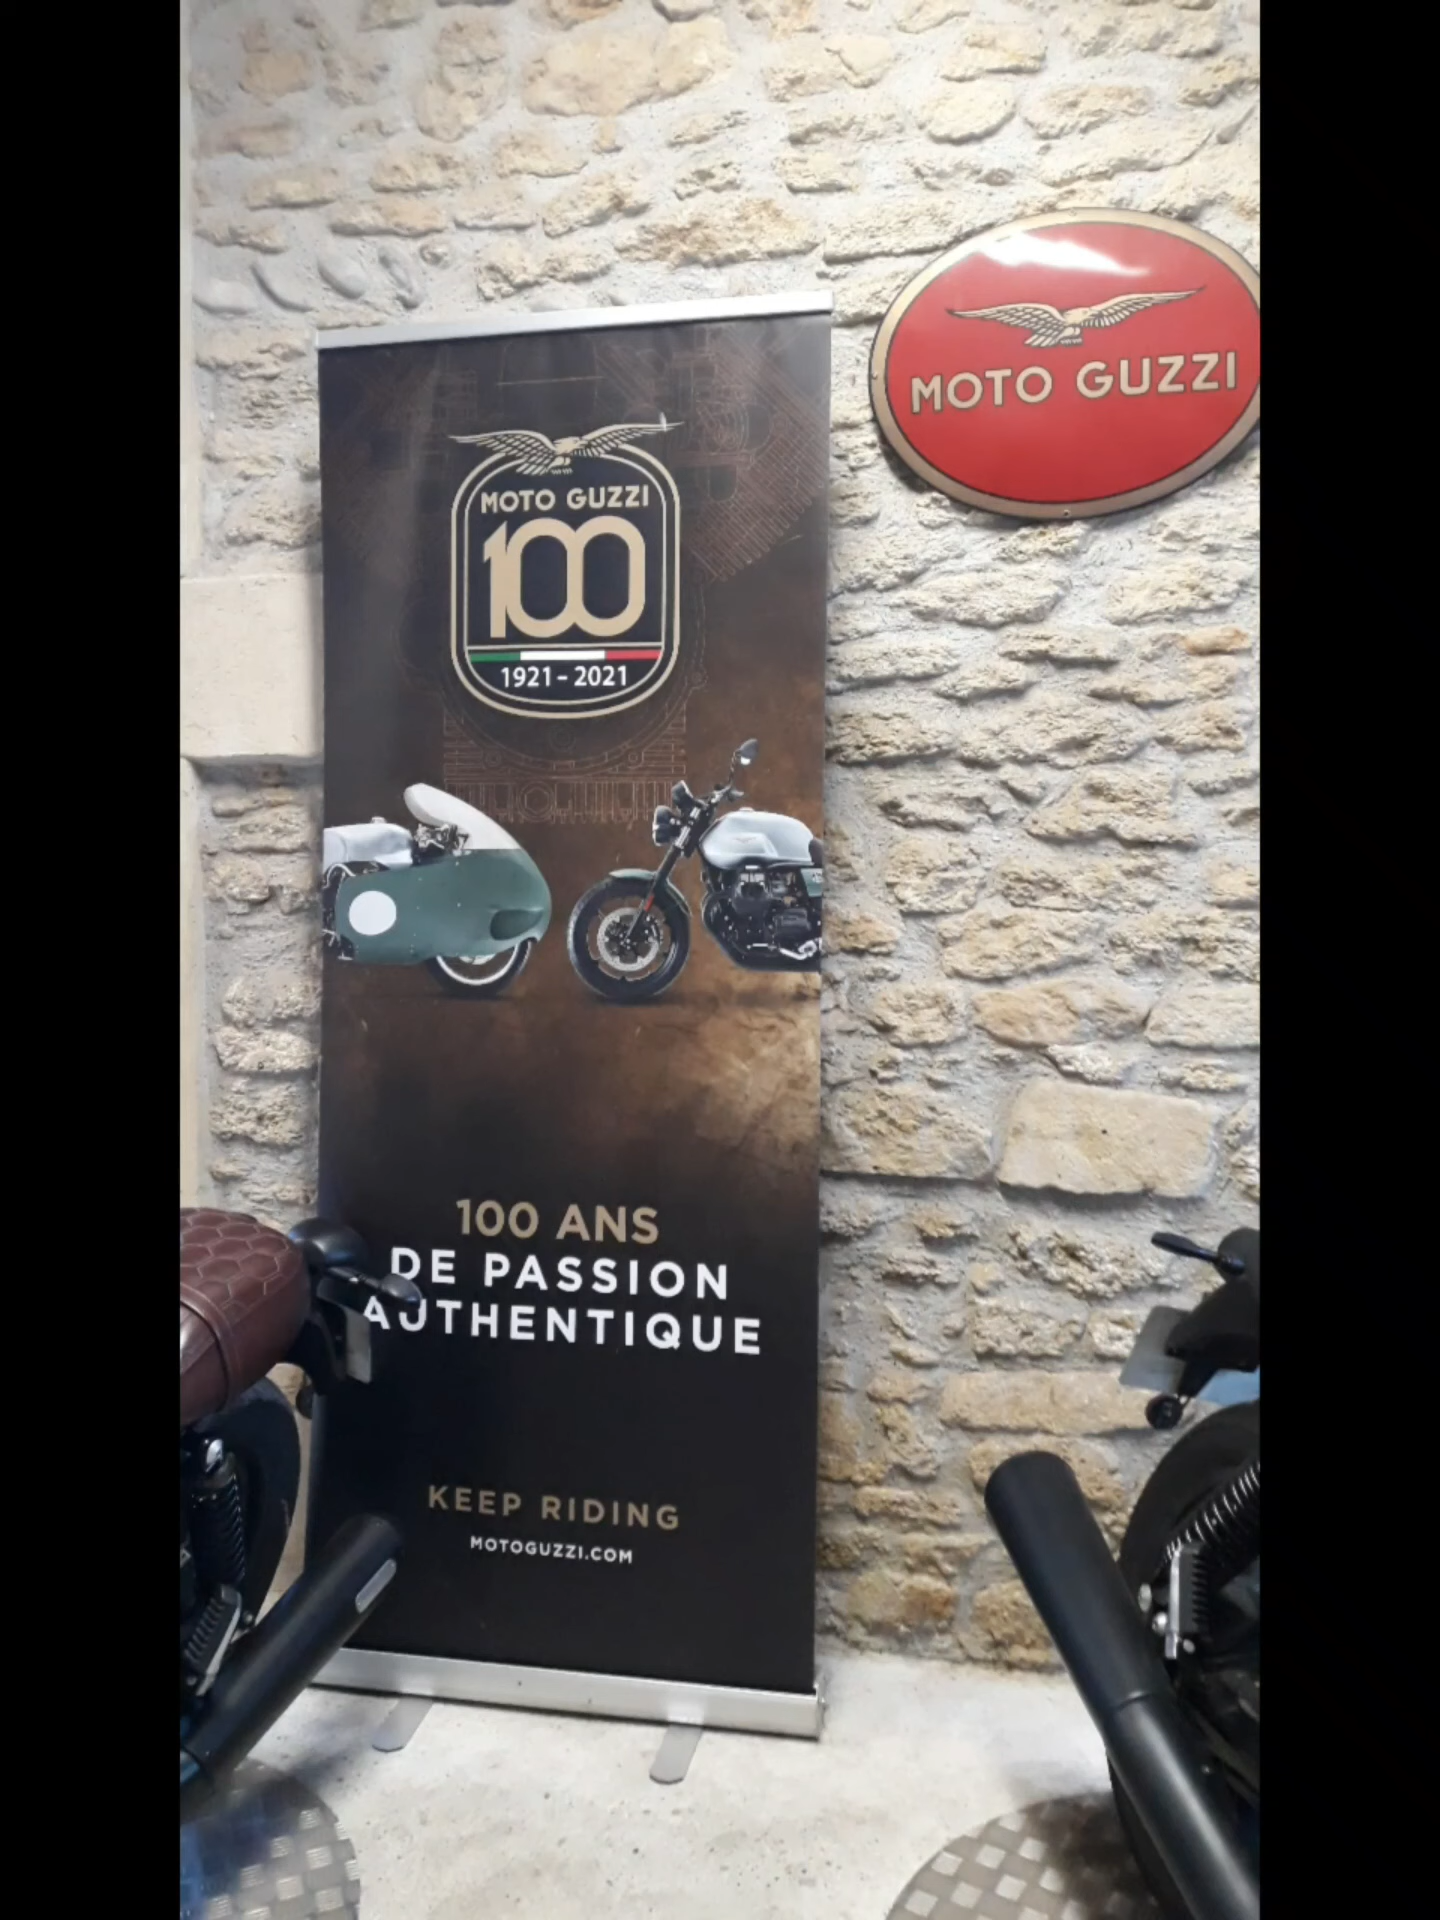 MOTO GUZZI
MOTO GUZZI
100
1921 - 2021
100 ANS
DE PASSION
AUTHENTIQUE
KEEP RIDING
MOTOGUZZI.COM